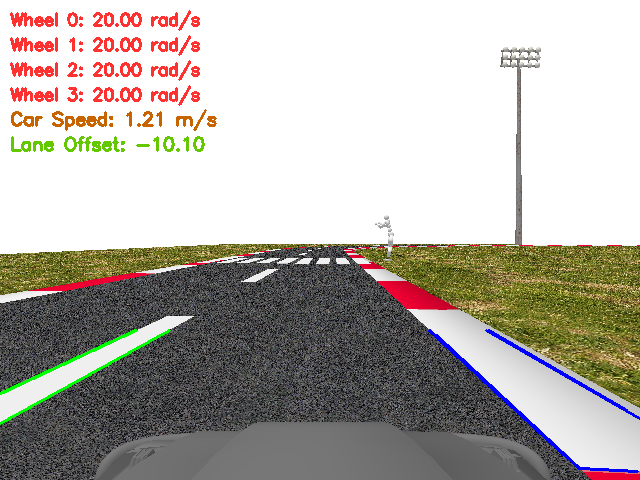 Wheel 0: 20.00 rad/s
Wheel 1: 20.00 rad/s
Wheel 2: 20.00 rad/s
Wheel 3: 20.00 rad/s
Car Speed: 1.21 m/s
Lane Offset: -10.10